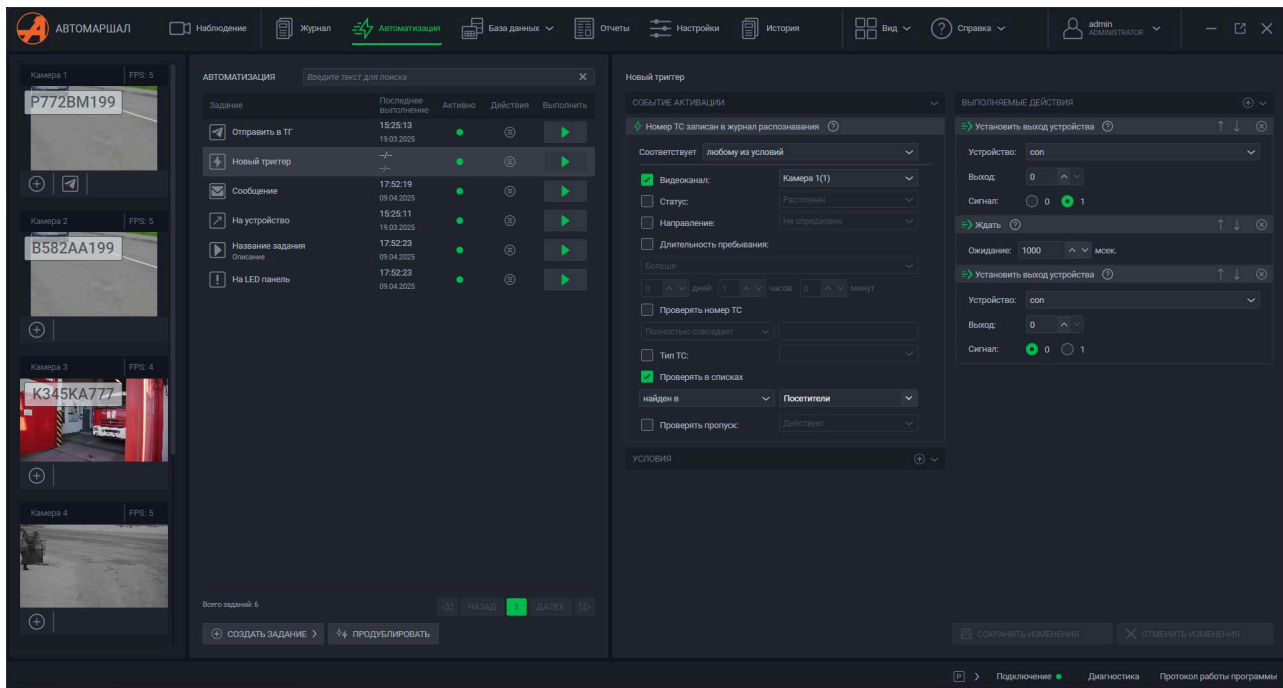 АВТОМАРШАЛ
Наблюдение
Журнал
Автоматизация
База данных
Отчеты
Настройки
История
Вид
Справка
admin
ADMINISTRATOR
Камера 1 FPS: 5
P772BM199
Камера 2 FPS: 5
B582AA199
Камера 3 FPS: 4
K345KA777
Камера 4 FPS: 5
АВТОМАТИЗАЦИЯ
Введите текст для поиска
Задание Последнее выполнение Активно Действия Выполнить
Отправить в ТГ 15:25:13
19.03.2025
Новый триггер --/--
--/--
Сообщение 17:52:19
09.04.2025
На устройство 15:25:11
19.03.2025
Название задания 17:52:23
Описание 09.04.2025
На LED панель 17:52:23
09.04.2025
Всего заданий: 6
НАЗАД 1 ДАЛЕЕ
СОЗДАТЬ ЗАДАНИЕ
ПРОДУБЛИРОВАТЬ
Новый триггер
СОБЫТИЕ АКТИВАЦИИ
Номер ТС записан в журнал распознавания
Соответствует любому из условий
Видеоканал: Камера 1(1)
Статус: Распознан
Направление: Не определено
Длительность пребывания:
Больше
0 дней 1 часов 0 минут
Проверять номер ТС
Полностью совпадает
Тип ТС:
Проверять в списках
найден в Посетители
Проверять пропуск: Действует
УСЛОВИЯ
ВЫПОЛНЯЕМЫЕ ДЕЙСТВИЯ
Установить выход устройства
Устройство: con
Выход: 0
Сигнал: 0 1
Ждать
Ожидание: 1000 мсек.
Установить выход устройства
Устройство: con
Выход: 0
Сигнал: 0 1
СОХРАНИТЬ ИЗМЕНЕНИЯ
ОТМЕНИТЬ ИЗМЕНЕНИЯ
P
Подключение
Диагностика
Протокол работы программы